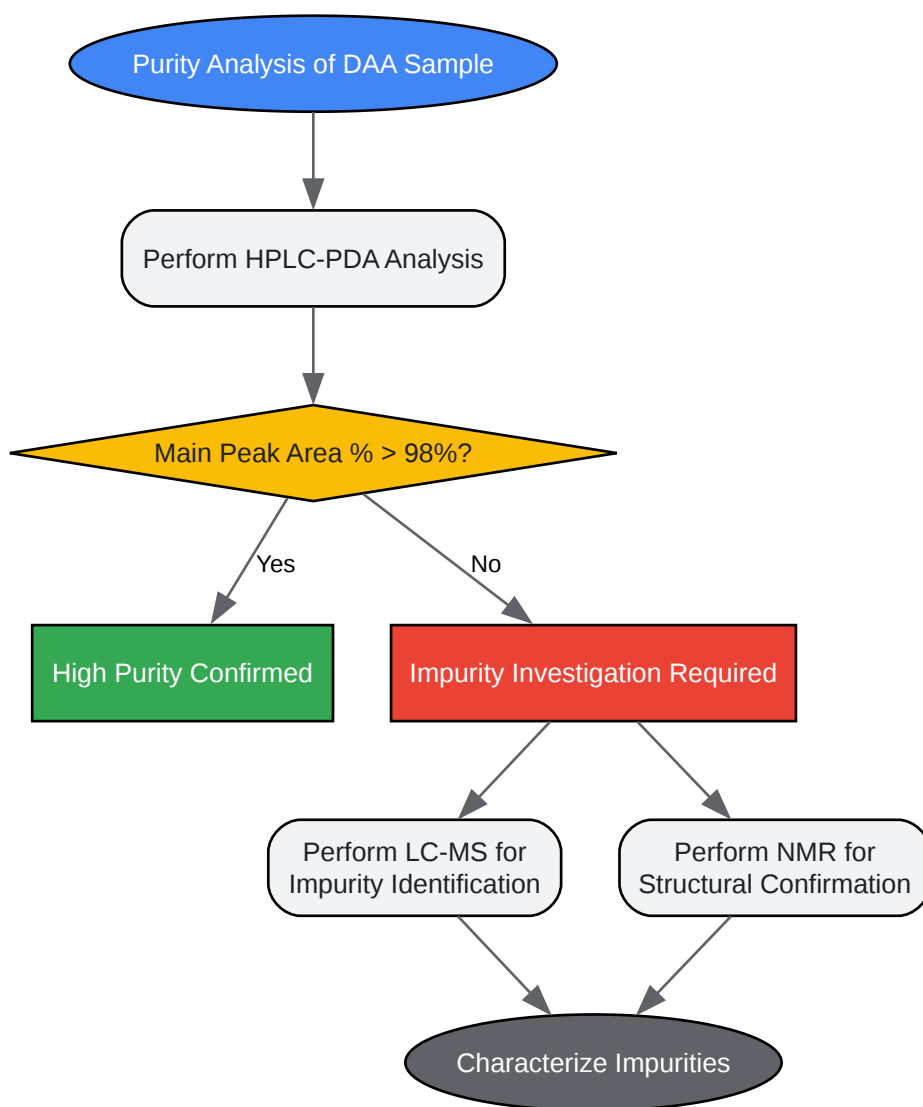 Purity Analysis of DAA Sample
Perform HPLC-PDA Analysis
Main Peak Area % > 98%?
Yes
No
High Purity Confirmed
Impurity Investigation Required
Perform LC-MS for
Impurity Identification
Perform NMR for
Structural Confirmation
Characterize Impurities